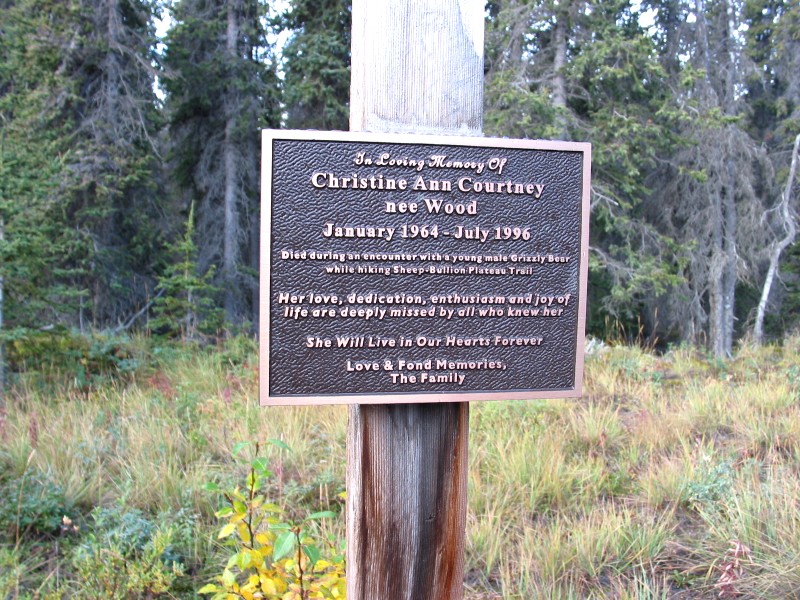 In Loving Memory Of
Christine Ann Courtney
nee Wood
January 1964 - July 1996
Died during an encounter with a young male Grizzly Bear
while hiking Sheep-Bullion Plateau Trail
Her love, dedication, enthusiasm and joy of
life are deeply missed by all who knew her
She Will Live in Our Hearts Forever
Love & Fond Memories,
The Family